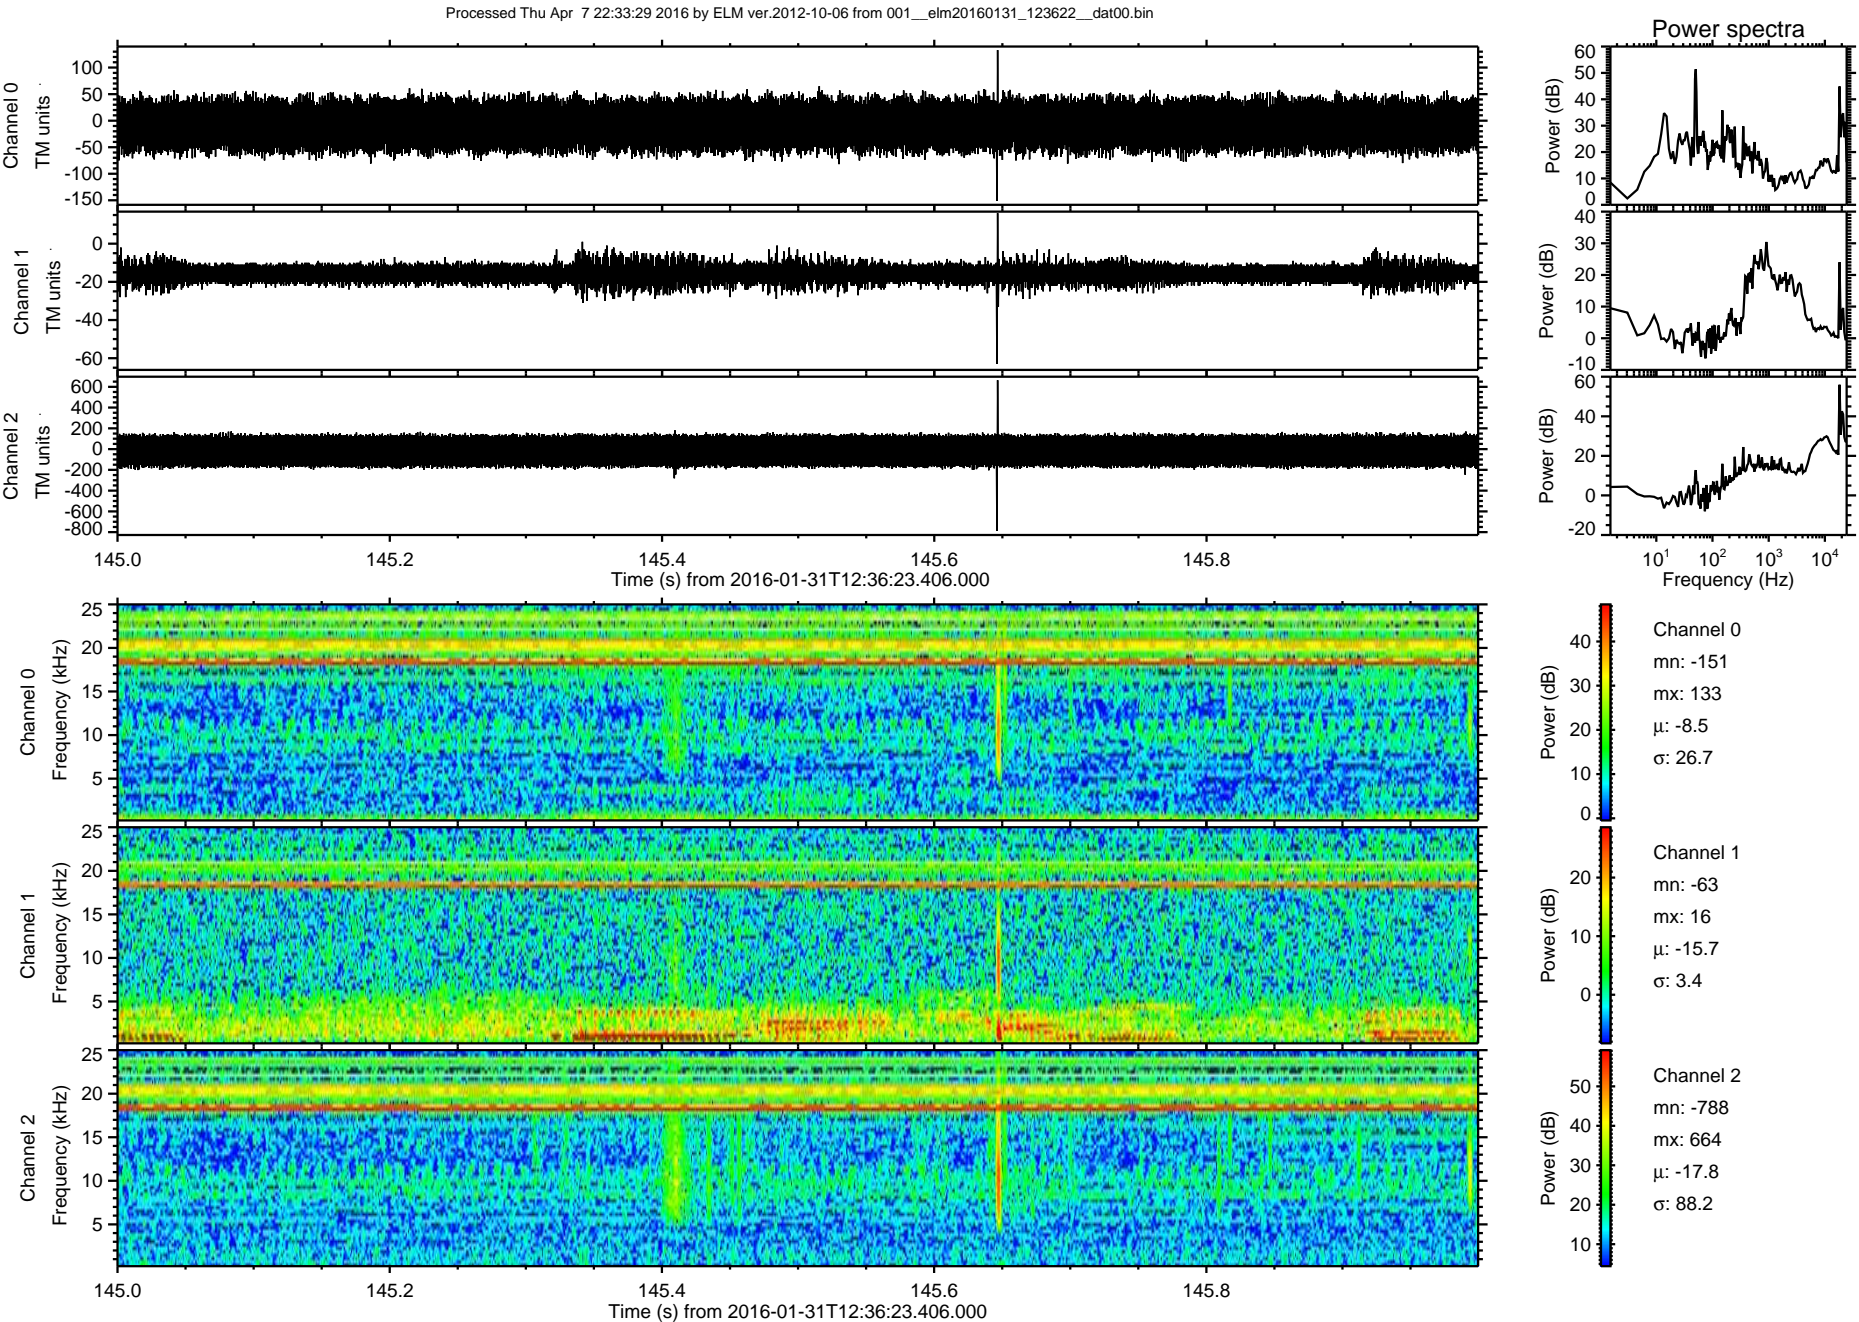 Processed Thu Apr  7 22:33:29 2016 by ELM ver.2012-10-06 from 001__elm20160131_123622__dat00.bin
Power spectra
Channel 0
TM units
100
50
0
-50
-100
-150
Power (dB)
60
50
40
30
20
10
0
Channel 1
TM units
0
-20
-40
-60
Power (dB)
40
30
20
10
0
-10
Channel 2
TM units
600
400
200
0
-200
-400
-600
-800
Power (dB)
60
40
20
0
-20
145.0 145.2 145.4 145.6 145.8
Time (s) from 2016-01-31T12:36:23.406.000
10¹ 10² 10³ 10⁴
Frequency (Hz)
Channel 0
Frequency (kHz)
25
20
15
10
5
Power (dB)
40
30
20
10
0
Channel 0
mn: -151
mx: 133
µ: -8.5
σ: 26.7
Channel 1
Frequency (kHz)
25
20
15
10
5
Power (dB)
20
10
0
Channel 1
mn: -63
mx: 16
µ: -15.7
σ: 3.4
Channel 2
Frequency (kHz)
25
20
15
10
5
Power (dB)
50
40
30
20
10
Channel 2
mn: -788
mx: 664
µ: -17.8
σ: 88.2
145.0 145.2 145.4 145.6 145.8
Time (s) from 2016-01-31T12:36:23.406.000